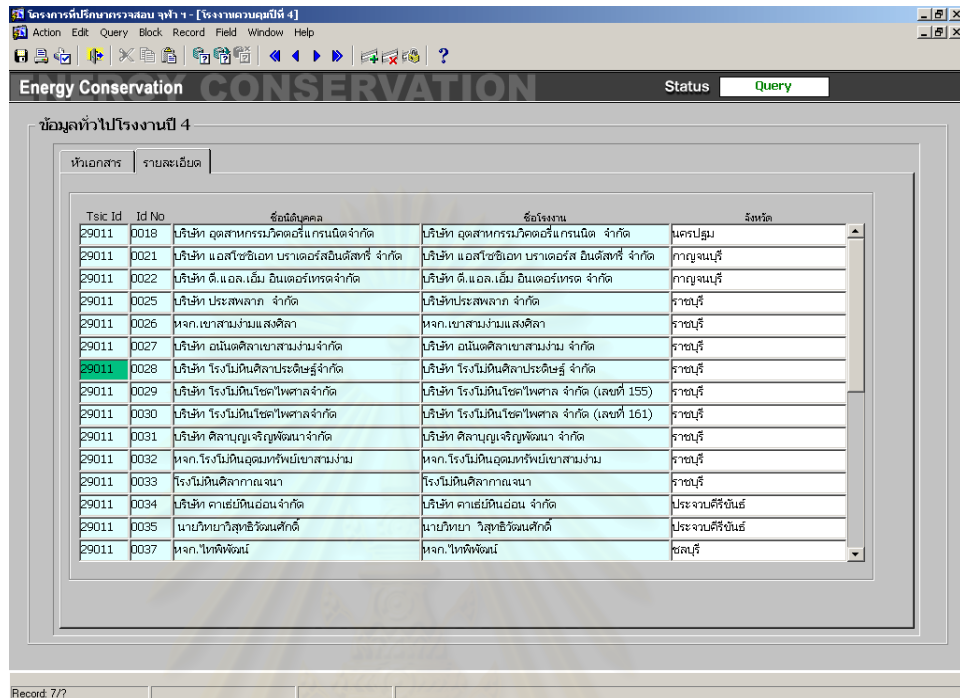 โครงการที่ปรึกษาตรวจสอบ จุฬา ฯ - [โรงงานควบคุมปีที่ 4]
Action Edit Query Block Record Field Window Help
ENERGY CONSERVATION
Energy Conservation Status Query
ข้อมูลทั่วไปโรงงานปี 4
หัวเอกสาร รายละเอียด
Tsic Id Id No ชื่อนิติบุคคล ชื่อโรงงาน จังหวัด
29011 0018 บริษัท อุตสาหกรรมวิคตอรี่แกรนนิตจำกัด บริษัท อุตสาหกรรมวิคตอรี่แกรนนิต จำกัด นครปฐม
29011 0021 บริษัท แอสโซซิเอท บราเดอร์สอินดัสทรี่ จำกัด บริษัท แอสโซซิเอท บราเดอร์ส อินดัสทรี่ จำกัด กาญจนบุรี
29011 0022 บริษัท ดี.แอล.เอ็ม อินเตอร์เทรดจำกัด บริษัท ดี.แอล.เอ็ม อินเตอร์เทรด จำกัด กาญจนบุรี
29011 0025 บริษัท ประสพลาภ จำกัด บริษัทประสพลาภ จำกัด ราชบุรี
29011 0026 หจก.เขาสามง่ามแสงศิลา หจก.เขาสามง่ามแสงศิลา ราชบุรี
29011 0027 บริษัท อนันตศิลาเขาสามง่ามจำกัด บริษัท อนันตศิลาเขาสามง่าม จำกัด ราชบุรี
29011 0028 บริษัท โรงโม่หินศิลาประดิษฐ์จำกัด บริษัท โรงโม่หินศิลาประดิษฐ์ จำกัด ราชบุรี
29011 0029 บริษัท โรงโม่หินโชคไพศาลจำกัด บริษัท โรงโม่หินโชคไพศาล จำกัด (เลขที่ 155) ราชบุรี
29011 0030 บริษัท โรงโม่หินโชคไพศาลจำกัด บริษัท โรงโม่หินโชคไพศาล จำกัด (เลขที่ 161) ราชบุรี
29011 0031 บริษัท ศิลาบุญเจริญพัฒนาจำกัด บริษัท ศิลาบุญเจริญพัฒนา จำกัด ราชบุรี
29011 0032 หจก.โรงโม่หินอุดมทรัพย์เขาสามง่าม หจก.โรงโม่หินอุดมทรัพย์เขาสามง่าม ราชบุรี
29011 0033 โรงโม่หินศิลากาณจนา โรงโม่หินศิลากาณจนา ราชบุรี
29011 0034 บริษัท คาเธ่ย์หินอ่อนจำกัด บริษัท คาเธ่ย์หินอ่อน จำกัด ประจวบคีรีขันธ์
29011 0035 นายวิทยาวิสุทธิวัฒนศักดิ์ นายวิทยา วิสุทธิวัฒนศักดิ์ ประจวบคีรีขันธ์
29011 0037 หจก.ไทพิพัฒน์ หจก.ไทพิพัฒน์ ชลบุรี
Record: 7/?